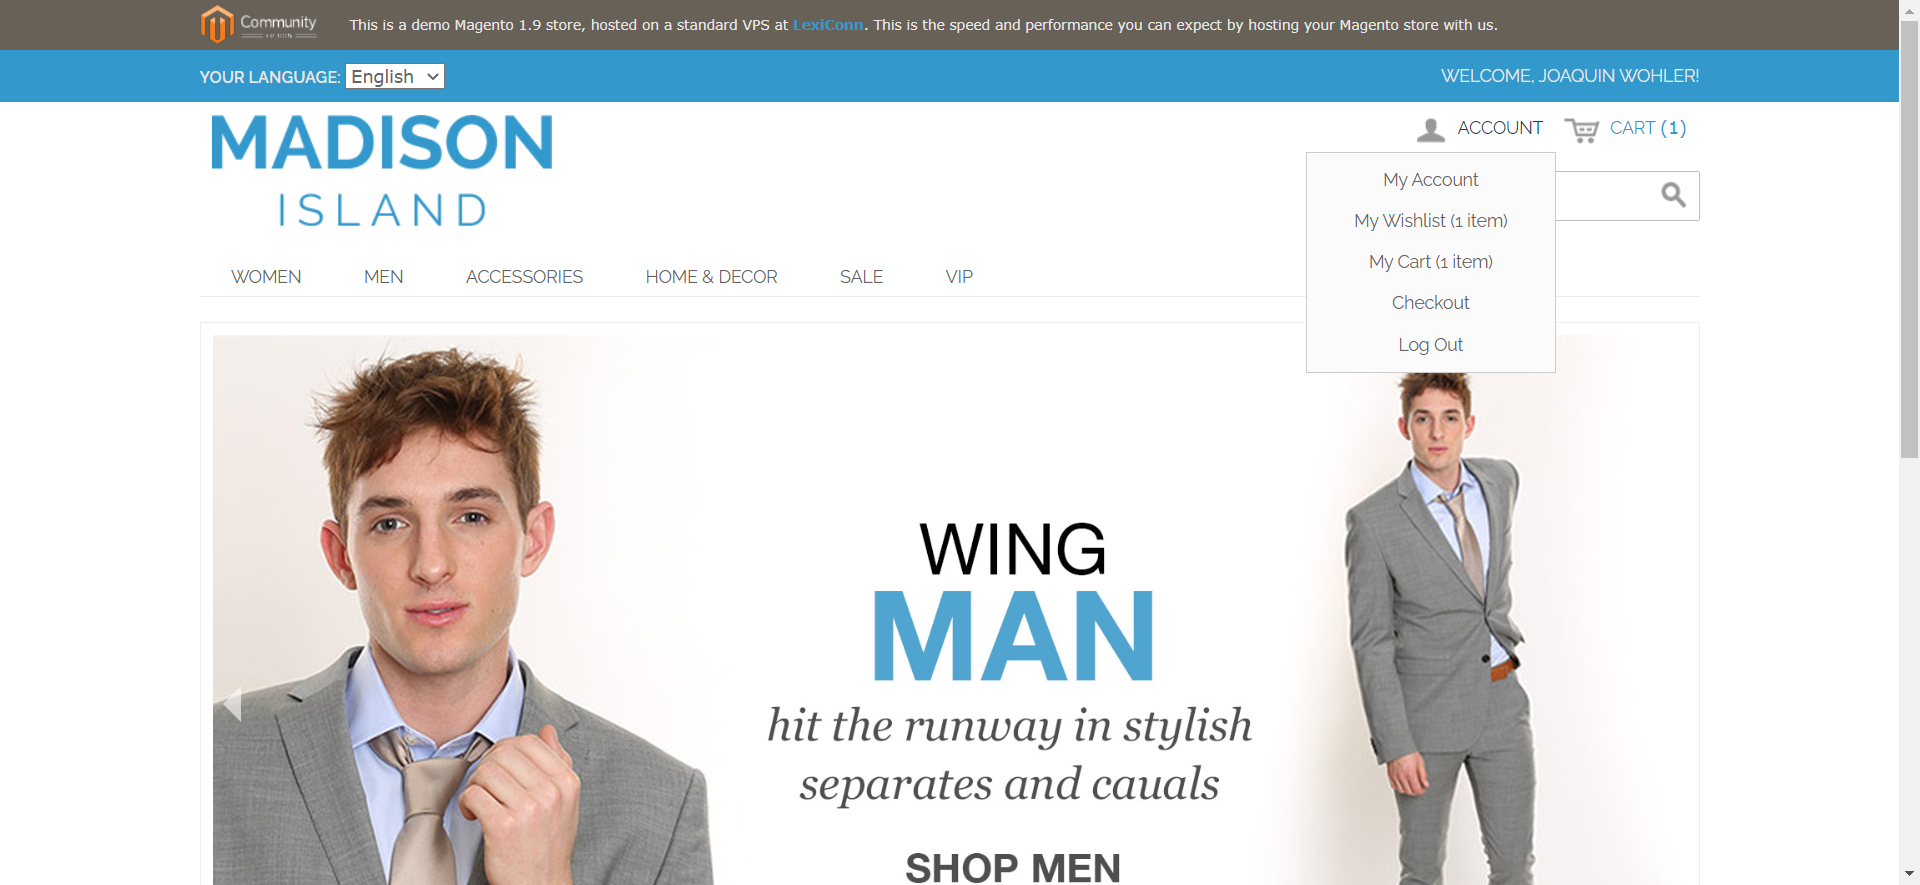 Community
This is a demo Magento 1.9 store, hosted on a standard VPS at LexiConn. This is the speed and performance you can expect by hosting your Magento store with us.
YOUR LANGUAGE: English
WELCOME, JOAQUIN WOHLER!
MADISON
ISLAND
ACCOUNT CART (1)
My Account
My Wishlist (1 item)
My Cart (1 item)
Checkout
Log Out
WOMEN MEN ACCESSORIES HOME & DECOR SALE VIP
WING
MAN
hit the runway in stylish
separates and cauals
SHOP MEN